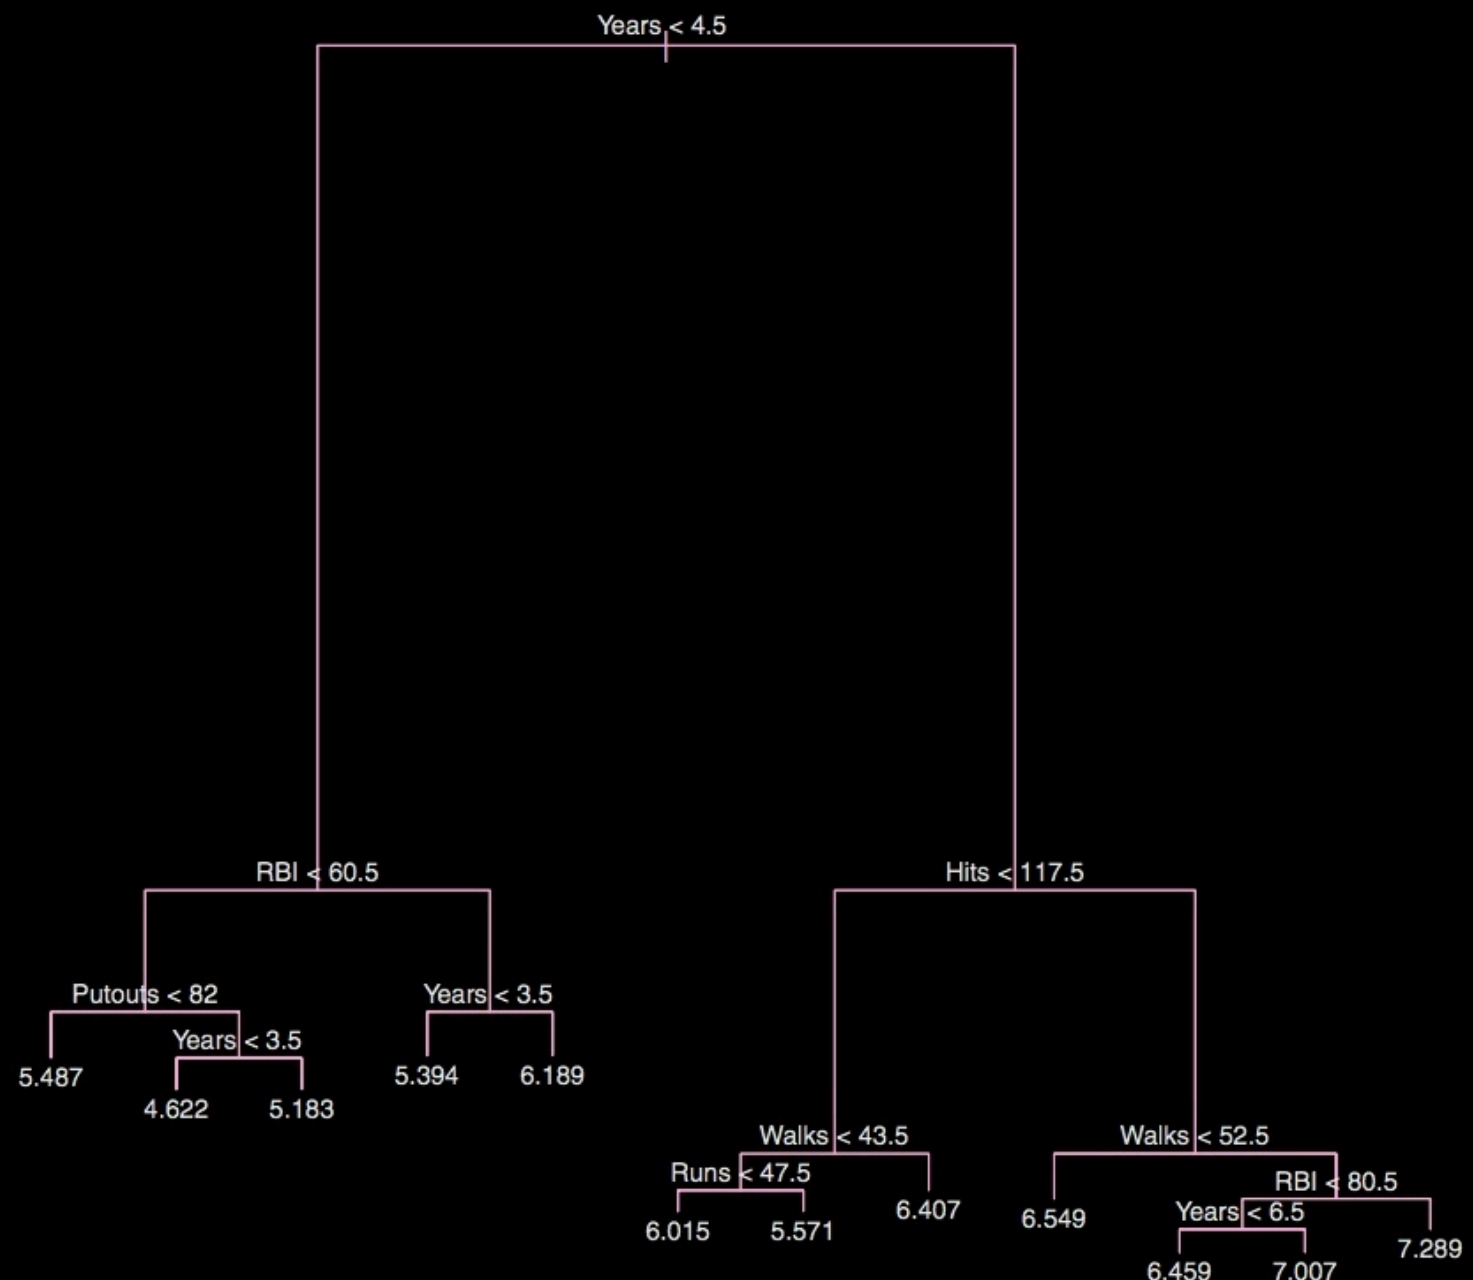 Years < 4.5
RBI < 60.5
Hits < 117.5
Putouts < 82
Years < 3.5
Years < 3.5
5.487
4.622
5.183
5.394
6.189
Walks < 43.5
Walks < 52.5
Runs < 47.5
RBI < 80.5
6.015
5.571
6.407
6.549
Years < 6.5
6.459
7.007
7.289